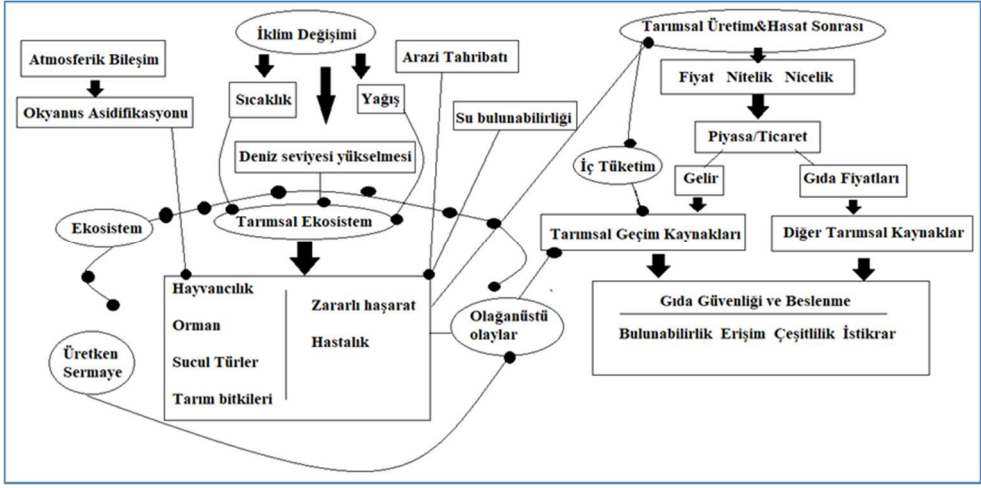 İklim Değişimi
Atmosferik Bileşim
Okyanus Asidifikasyonu
Sıcaklık
Yağış
Arazi Tahribatı
Su bulunabilirliği
Deniz seviyesi yükselmesi
Ekosistem
Tarımsal Ekosistem
Hayvancılık
Orman
Sucul Türler
Tarım bitkileri
Zararlı haşarat
Hastalık
Üretken
Sermaye
Olağanüstü
olaylar
Tarımsal Üretim&Hasat Sonrası
Fiyat Nitelik Nicelik
Piyasa/Ticaret
İç Tüketim
Gelir
Gıda Fiyatları
Tarımsal Geçim Kaynakları
Diğer Tarımsal Kaynaklar
Gıda Güvenliği ve Beslenme
Bulunabilirlik Erişim Çeşitlilik İstikrar